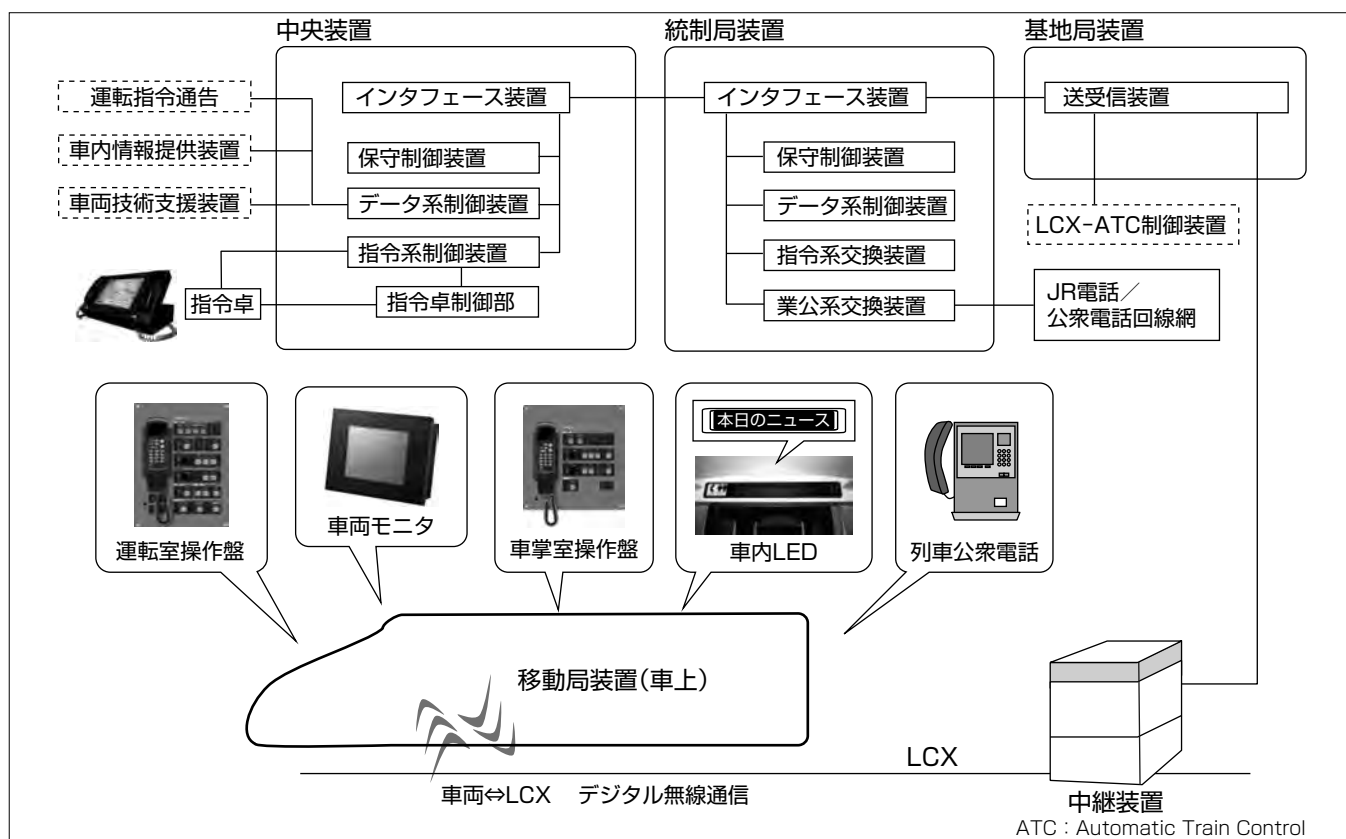 中央装置
統制局装置
基地局装置
運転指令通告
車内情報提供装置
車両技術支援装置
インタフェース装置
保守制御装置
データ系制御装置
指令系制御装置
指令卓
指令卓制御部
インタフェース装置
保守制御装置
データ系制御装置
指令系交換装置
業公系交換装置
送受信装置
LCX-ATC制御装置
JR電話／
公衆電話回線網
運転室操作盤
車両モニタ
車掌室操作盤
本日のニュース
車内LED
列車公衆電話
移動局装置(車上)
LCX
車両⇔LCX　デジタル無線通信
中継装置
ATC：Automatic Train Control